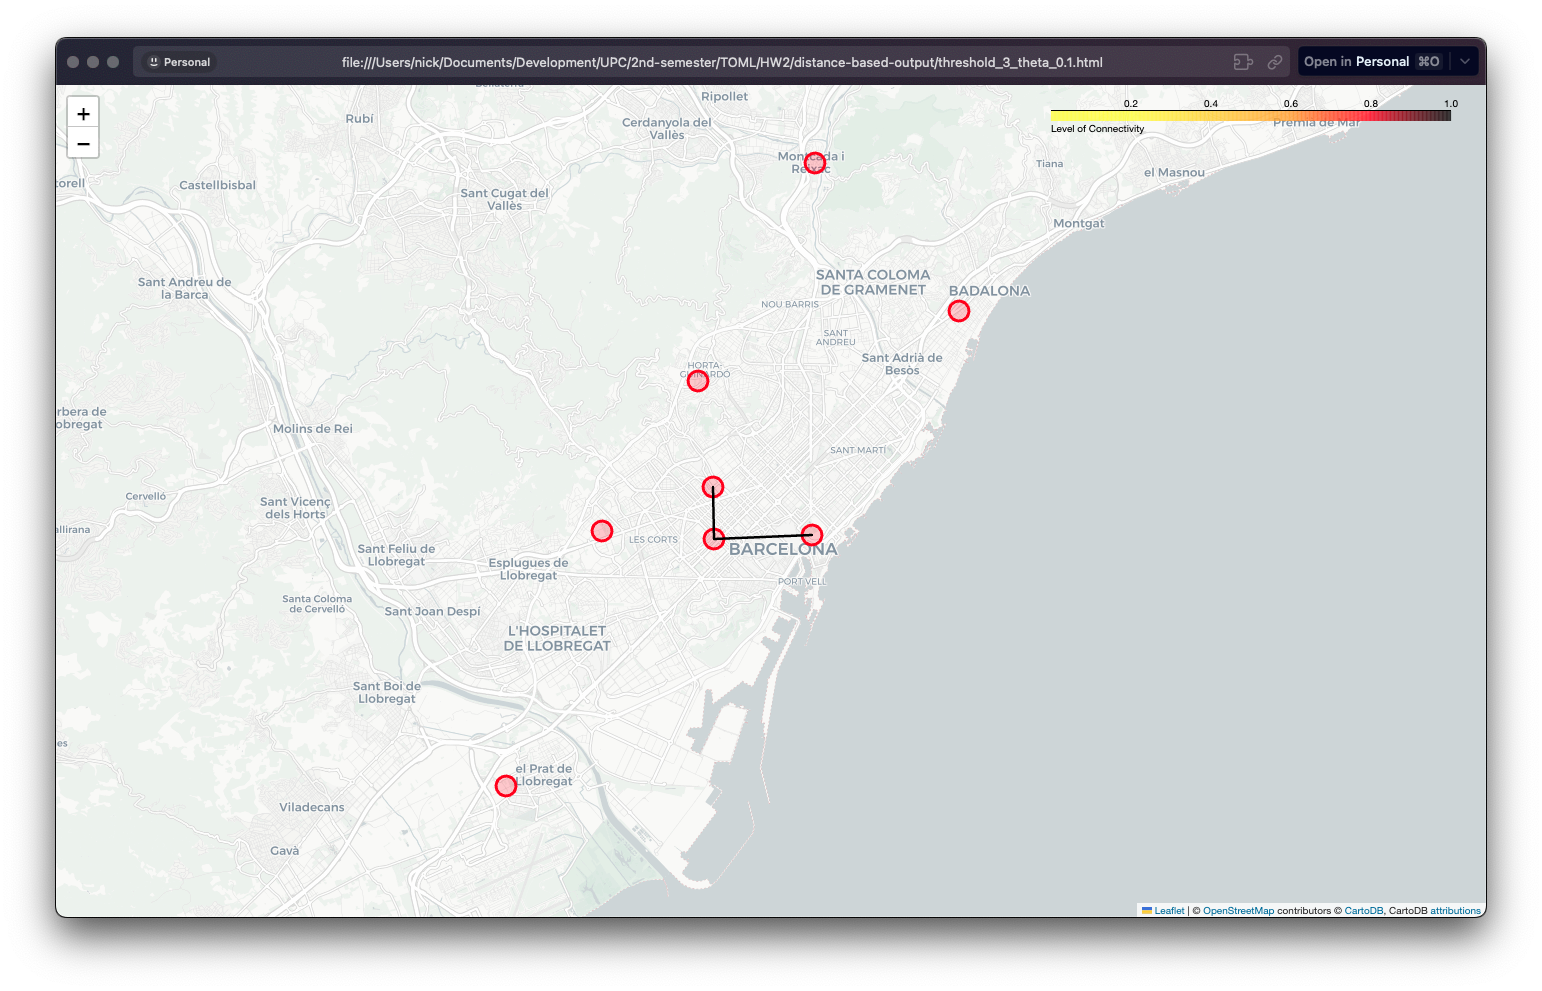 Personal
file:///Users/nick/Documents/Development/UPC/2nd-semester/TOML/HW2/distance-based-output/threshold_3_theta_0.1.html
Open in Personal ⌘O
+
−
0.2 0.4 0.6 0.8 1.0
Level of Connectivity
Ripollet
Rubí
Cerdanyola del
Vallès
Premià de Mar
Tiana
el Masnou
Castellbisbal
Sant Cugat del
Vallès
Montgat
Sant Andreu de
la Barca
SANTA COLOMA
DE GRAMENET
BADALONA
NOU BARRIS
SANT
ANDREU
Sant Adrià de
Besòs
HORTA-
Molins de Rei
SANT MARTÍ
Cervelló
Sant Vicenç
dels Horts
LES CORTS
BARCELONA
Sant Feliu de
Llobregat
Esplugues de
Llobregat
PORT VELL
Santa Coloma
de Cervelló
Sant Joan Despí
L'HOSPITALET
DE LLOBREGAT
Sant Boi de
Llobregat
el Prat de
Llobregat
Viladecans
Gavà
Leaflet | © OpenStreetMap contributors © CartoDB, CartoDB attributions